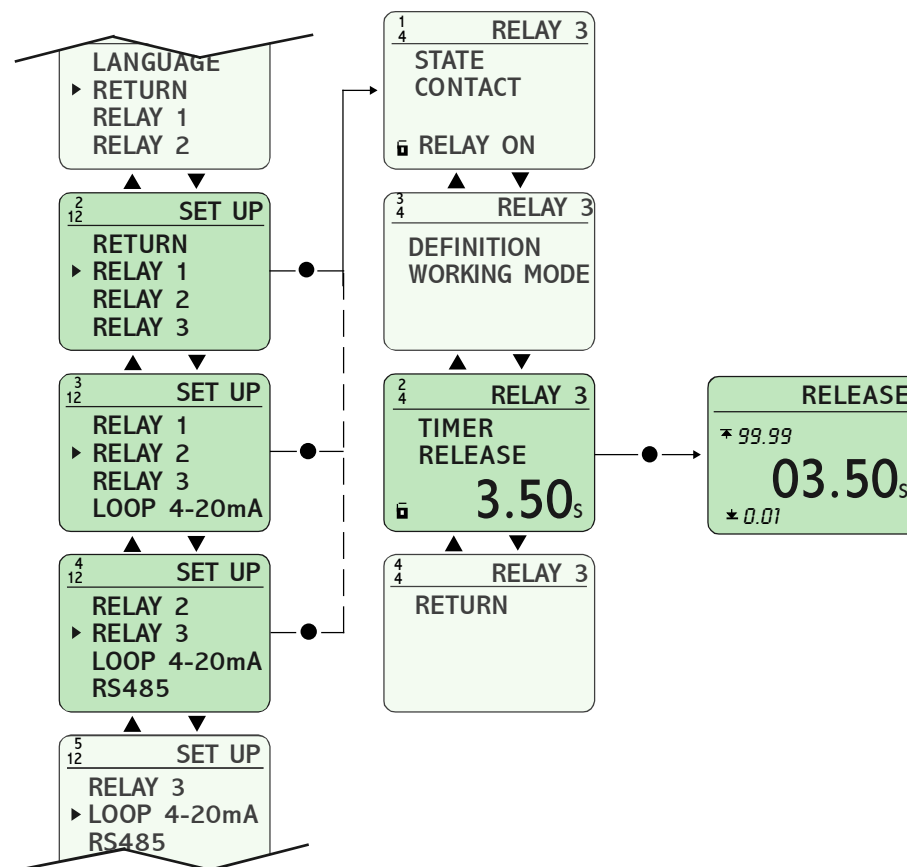 LANGUAGE
RETURN
RELAY 1
RELAY 2
2
12
SET UP
RETURN
RELAY 1
RELAY 2
RELAY 3
3
12
SET UP
RELAY 1
RELAY 2
RELAY 3
LOOP 4-20mA
4
12
SET UP
RELAY 2
RELAY 3
LOOP 4-20mA
RS485
5
12
SET UP
RELAY 3
LOOP 4-20mA
RS485
1
4
RELAY 3
STATE
CONTACT
RELAY ON
3
4
RELAY 3
DEFINITION
WORKING MODE
2
4
RELAY 3
TIMER
RELEASE
3.50s
4
4
RELAY 3
RETURN
RELEASE
99.99
03.50s
0.01